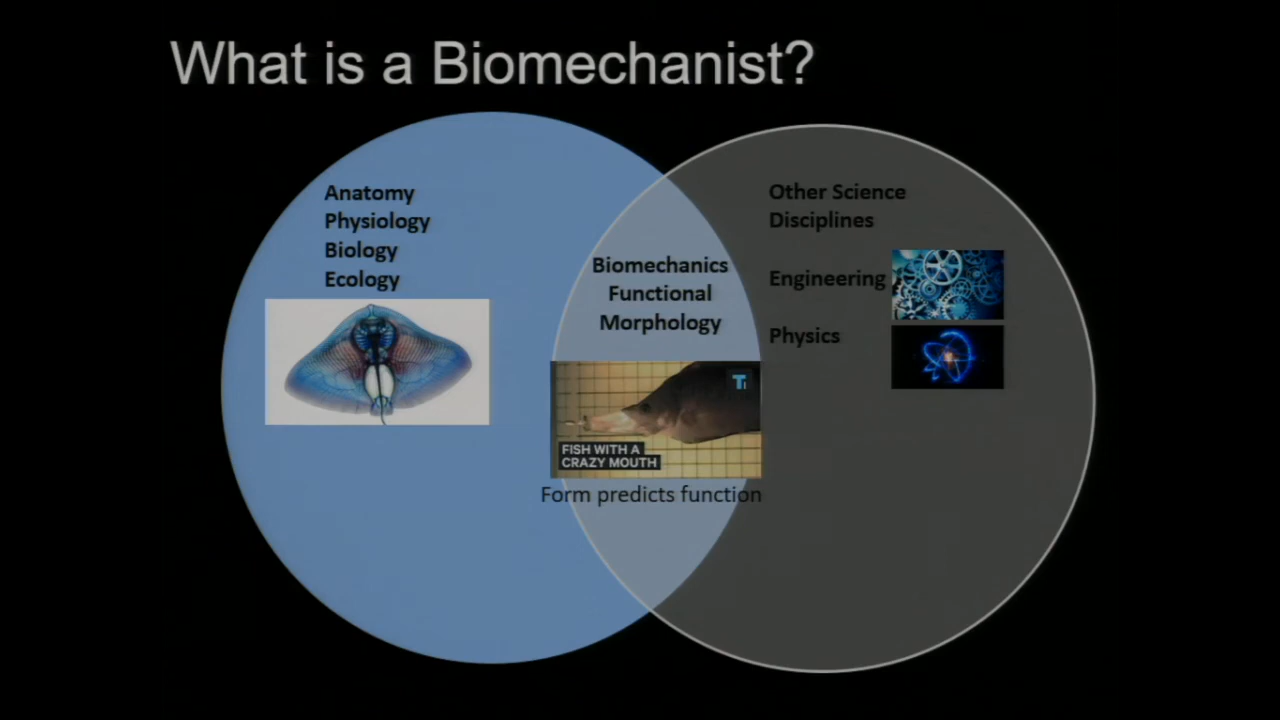 What is a Biomechanist?
Anatomy
Physiology
Biology
Ecology
Biomechanics
Functional
Morphology
FISH WITH A
CRAZY MOUTH
Form predicts function
Other Science
Disciplines
Engineering
Physics